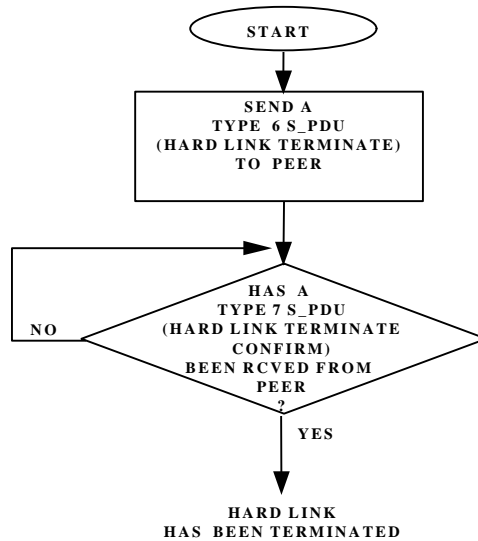 START
SEND A
TYPE 6 S_PDU
(HARD LINK TERMINATE)
TO PEER
HAS A
TYPE 7 S_PDU
(HARD LINK TERMINATE
CONFIRM)
BEEN RCVED FROM
PEER
?
NO
YES
HARD LINK
HAS BEEN TERMINATED